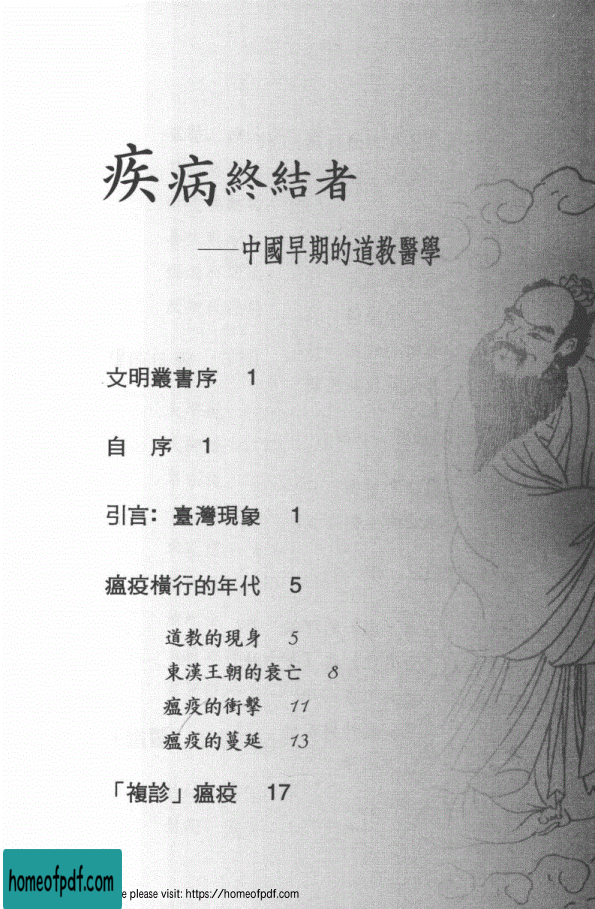 疾病終結者
——中國早期的道教醫學
文明叢書序 1
自 序 1
引言：臺灣現象 1
瘟疫橫行的年代 5
道教的現身 5
東漢王朝的衰亡 8
瘟疫的衝擊 11
瘟疫的蔓延 13
「複診」瘟疫 17
homeofpdf.com
e please visit: https://homeofpdf.com